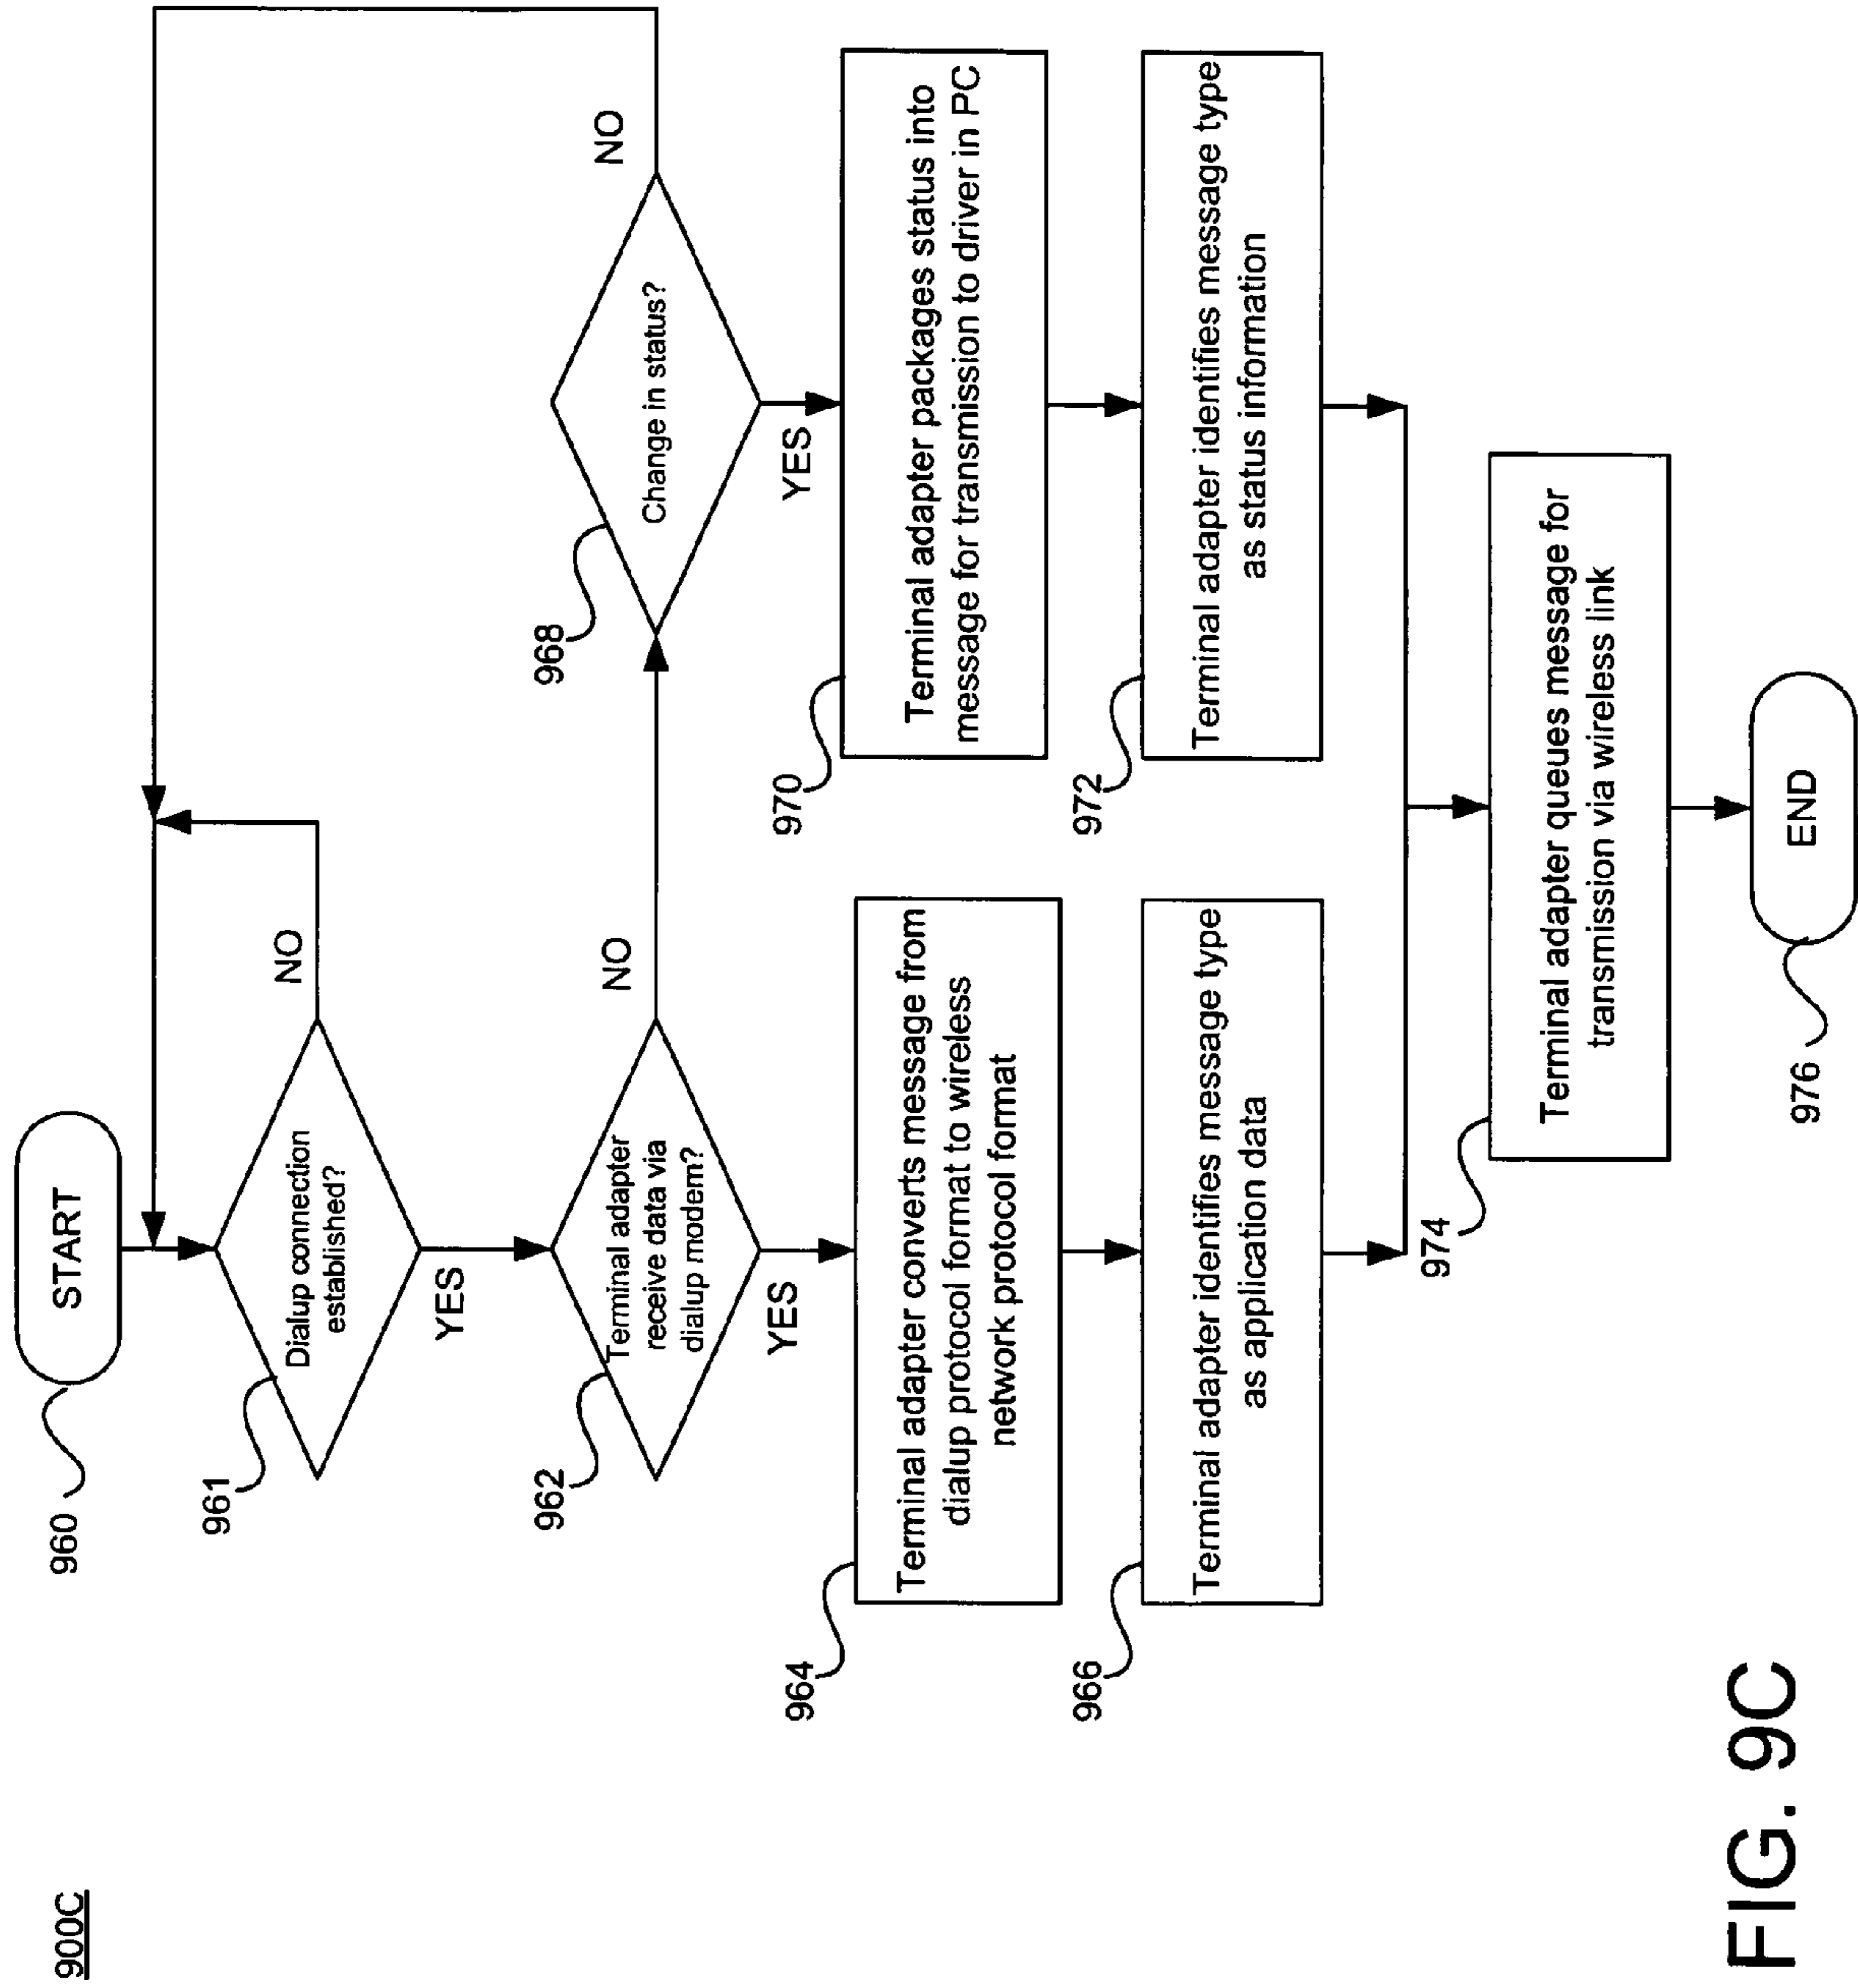 900C
START
960
Dialup connection
established?
961
NO
YES
Terminal adapter
receive data via
dialup modem?
962
NO
YES
Change in status?
968
NO
YES
Terminal adapter converts message from
dialup protocol format to wireless
network protocol format
964
Terminal adapter packages status into
message for transmission to driver in PC
970
Terminal adapter identifies message type
as application data
966
Terminal adapter identifies message type
as status information
972
Terminal adapter queues message for
transmission via wireless link
974
END
976
FIG. 9C